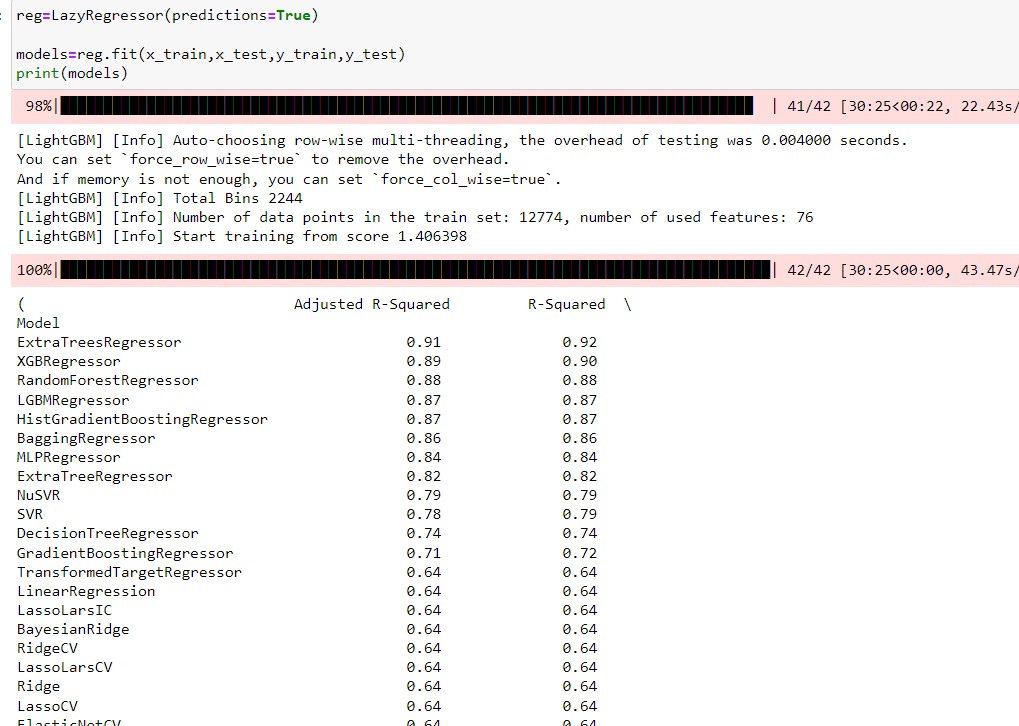 reg=LazyRegressor(predictions=True)
models=reg.fit(x_train,x_test,y_train,y_test)
print(models)
98%| | 41/42 [30:25<00:22, 22.43s/
[LightGBM] [Info] Auto-choosing row-wise multi-threading, the overhead of testing was 0.004000 seconds.
You can set `force_row_wise=true` to remove the overhead.
And if memory is not enough, you can set `force_col_wise=true`.
[LightGBM] [Info] Total Bins 2244
[LightGBM] [Info] Number of data points in the train set: 12774, number of used features: 76
[LightGBM] [Info] Start training from score 1.406398
100%| | 42/42 [30:25<00:00, 43.47s/
( Adjusted R-Squared R-Squared \
Model
ExtraTreesRegressor 0.91 0.92
XGBRegressor 0.89 0.90
RandomForestRegressor 0.88 0.88
LGBMRegressor 0.87 0.87
HistGradientBoostingRegressor 0.87 0.87
BaggingRegressor 0.86 0.86
MLPRegressor 0.84 0.84
ExtraTreeRegressor 0.82 0.82
NuSVR 0.79 0.79
SVR 0.78 0.79
DecisionTreeRegressor 0.74 0.74
GradientBoostingRegressor 0.71 0.72
TransformedTargetRegressor 0.64 0.64
LinearRegression 0.64 0.64
LassoLarsIC 0.64 0.64
BayesianRidge 0.64 0.64
RidgeCV 0.64 0.64
LassoLarsCV 0.64 0.64
Ridge 0.64 0.64
LassoCV 0.64 0.64
ElasticNetCV 0.64 0.64